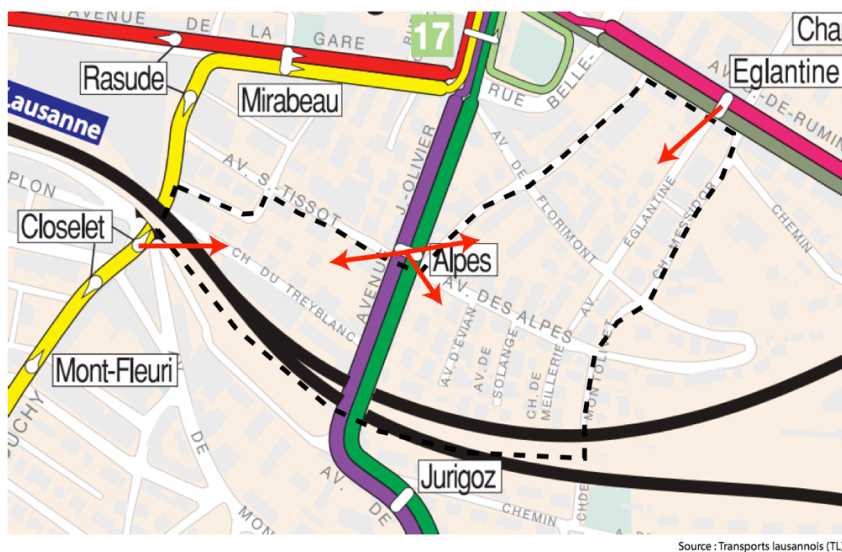 AVENUE DE LA GARE
17
Cha
Eglantine
AV. DE-RUMIN
Rasude
Mirabeau
RUE BELLE-
Lausanne
AV. S. TISSOT
J-OLIVIER
AVENUE
AV. DE FLORIMONT
AV. EGLANTINE
CH. MESSIDOR
CHEMIN
PLON
Closelet
CH. DU TREYBLANC
Alpes
AV. DES ALPES
AV. D'EVIAN
AV. DE SOLANGE
CH. DE MEILLERIE
MONTOLIVET
CH. DE
Mont-Fleuri
OUCHY
DE
MON
AV. DE
Jurigoz
CHEMIN
Source : Transports lausannois (TL)